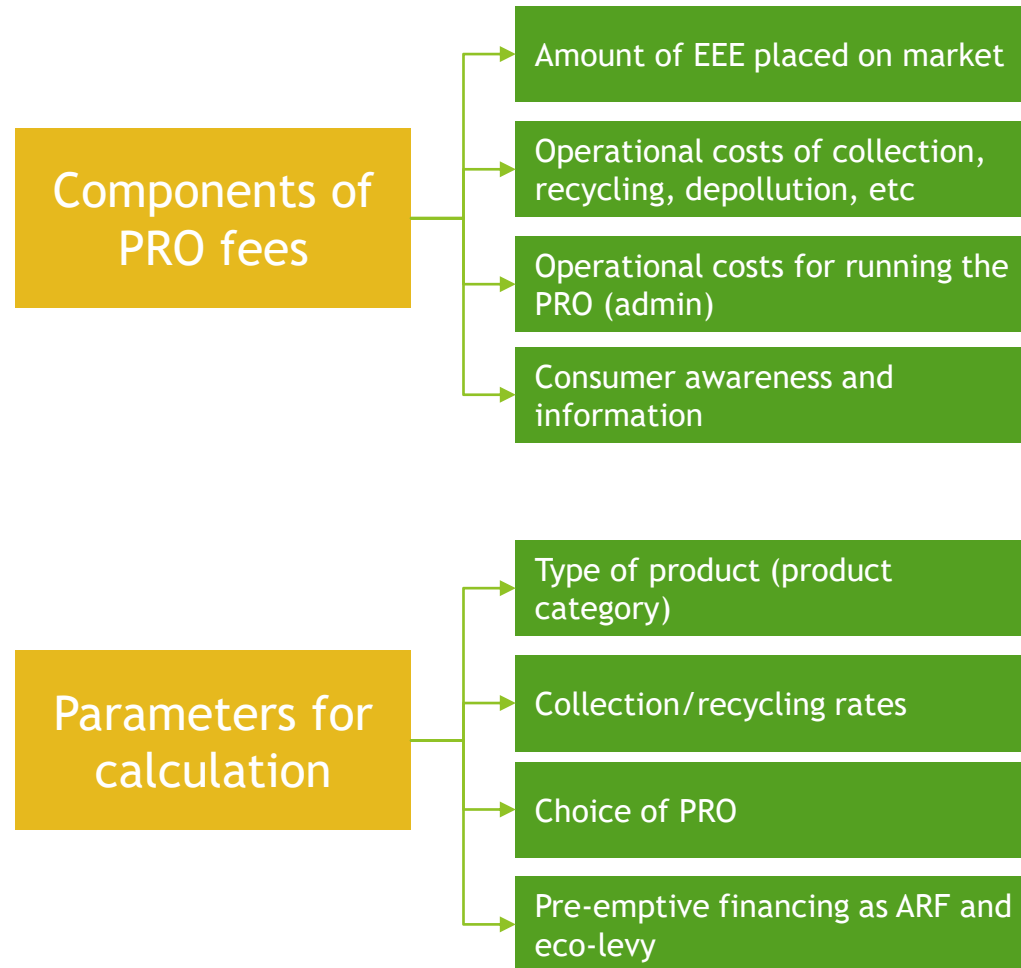 Components of
PRO fees
Amount of EEE placed on market
Operational costs of collection,
recycling, depollution, etc
Operational costs for running the
PRO (admin)
Consumer awareness and
information
Parameters for
calculation
Type of product (product
category)
Collection/recycling rates
Choice of PRO
Pre-emptive financing as ARF and
eco-levy